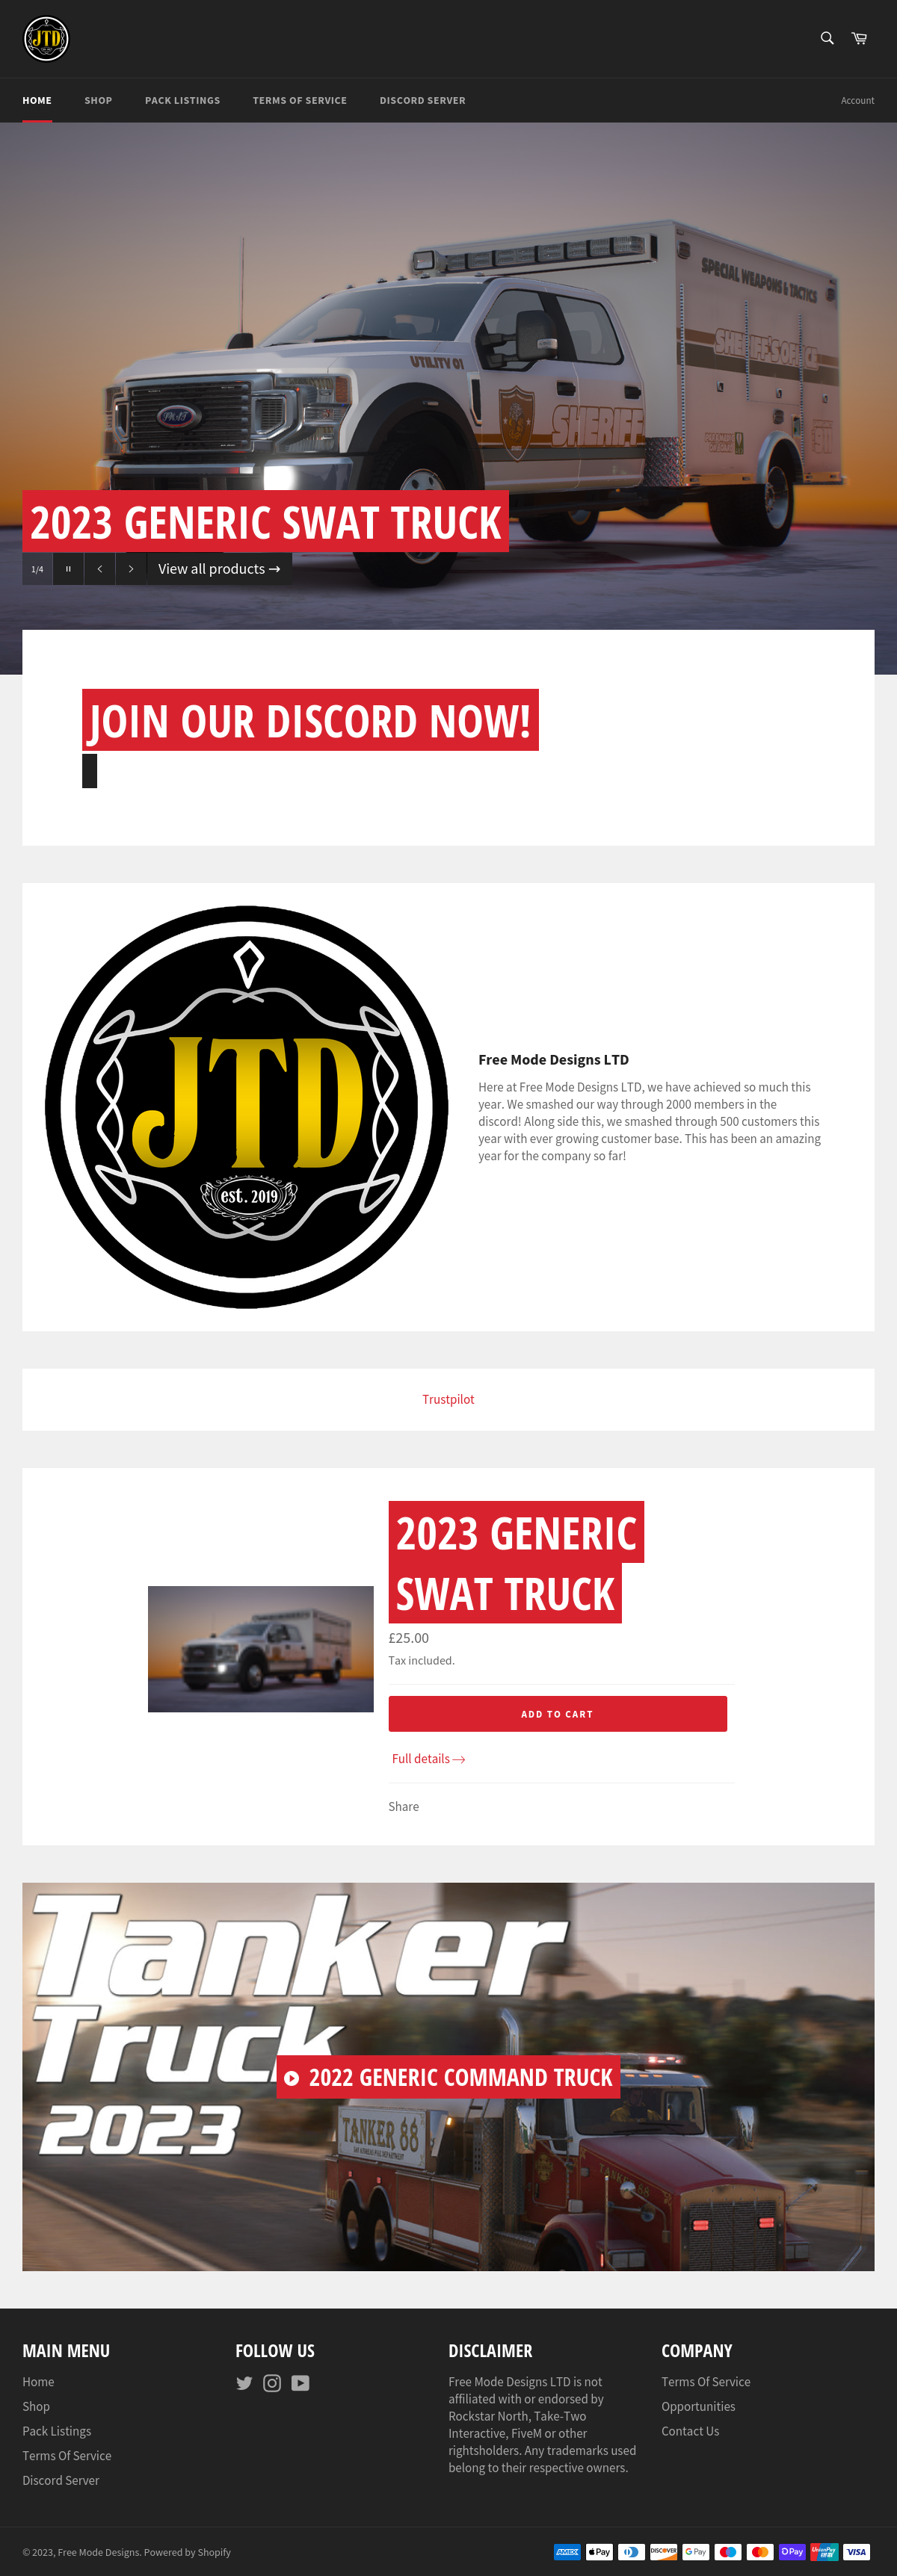 JTD
HOME
SHOP
PACK LISTINGS
TERMS OF SERVICE
DISCORD SERVER
Account
SPECIAL WEAPONS & TACTICS
UTILITY 01
SHERIFF
SHERIFF'S OFFICE
911
2023 GENERIC SWAT TRUCK
1/4
View all products →
JOIN OUR DISCORD NOW!
JTD
est. 2019
Free Mode Designs LTD
Here at Free Mode Designs LTD, we have achieved so much this
year. We smashed our way through 2000 members in the
discord! Along side this, we smashed through 500 customers this
year with ever growing customer base. This has been an amazing
year for the company so far!
Trustpilot
2023 GENERIC
SWAT TRUCK
£25.00
Tax included.
ADD TO CART
Full details →
Share
Tanker
Truck
2023
2022 GENERIC COMMAND TRUCK
TANKER 88
MAIN MENU
Home
Shop
Pack Listings
Terms Of Service
Discord Server
FOLLOW US
DISCLAIMER
Free Mode Designs LTD is not
affiliated with or endorsed by
Rockstar North, Take-Two
Interactive, FiveM or other
rightsholders. Any trademarks used
belong to their respective owners.
COMPANY
Terms Of Service
Opportunities
Contact Us
© 2023, Free Mode Designs. Powered by Shopify
AMEX
Pay
DISCOVER
G Pay
Pay
UnionPay
VISA